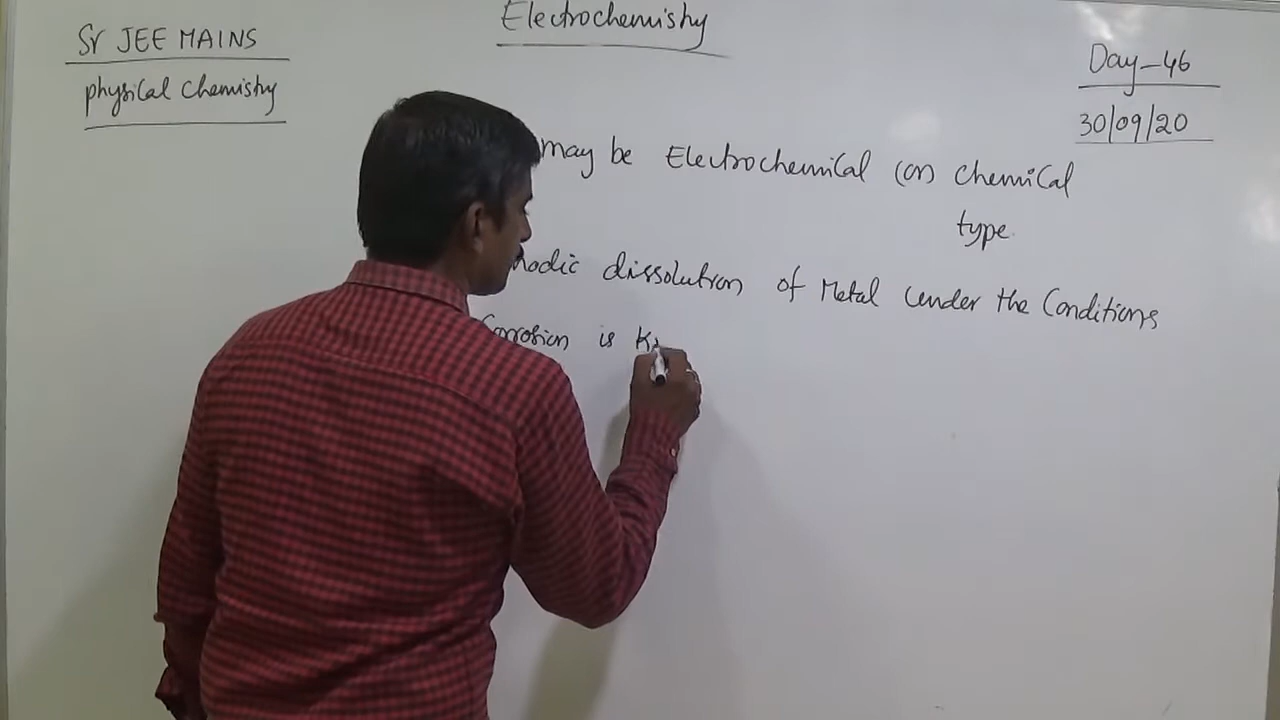 Electrochemistry
Sr JEE MAINS
physical chemistry
Day-46
30/09/20
may be Electrochemical (or) chemical
type.
dissolution of Metal under the Conditions
Corrosion is